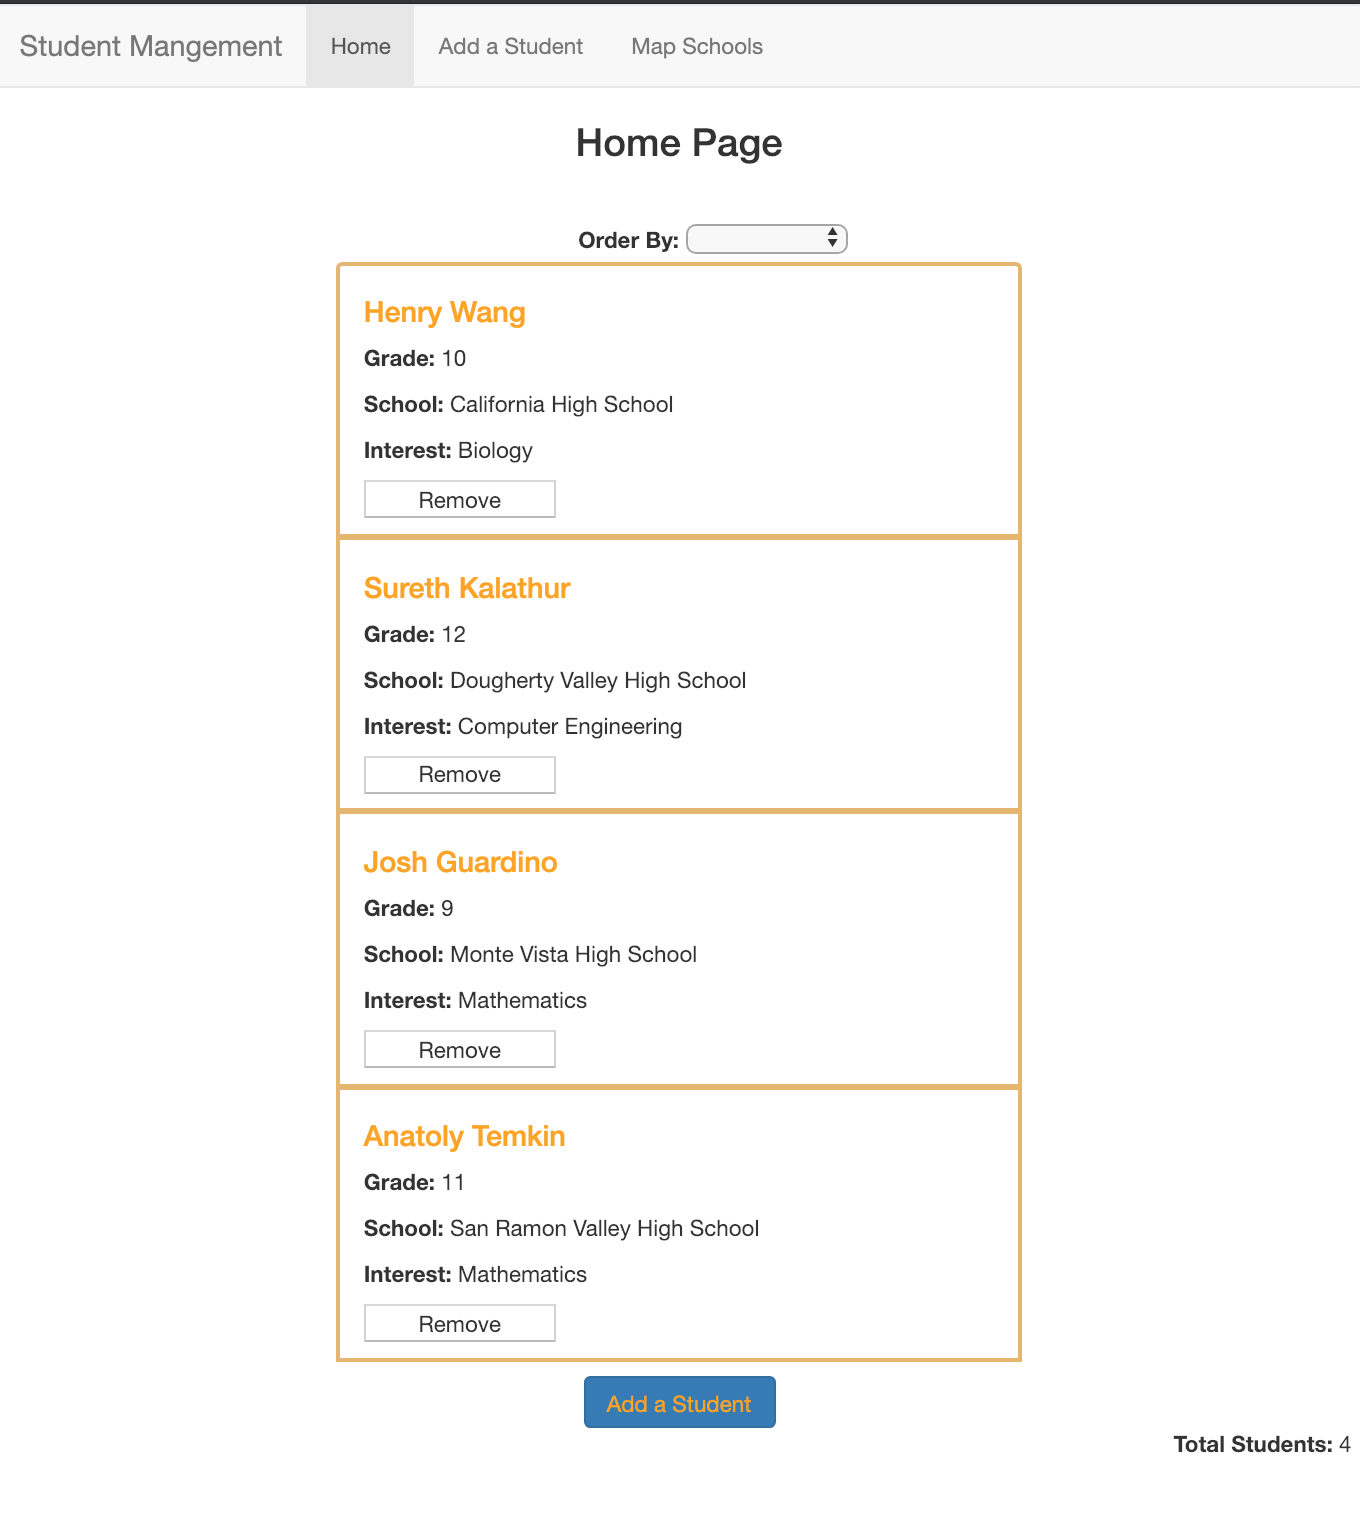 Student Mangement Home Add a Student Map Schools
Home Page
Order By:
Henry Wang
Grade: 10
School: California High School
Interest: Biology
Remove
Sureth Kalathur
Grade: 12
School: Dougherty Valley High School
Interest: Computer Engineering
Remove
Josh Guardino
Grade: 9
School: Monte Vista High School
Interest: Mathematics
Remove
Anatoly Temkin
Grade: 11
School: San Ramon Valley High School
Interest: Mathematics
Remove
Add a Student
Total Students: 4